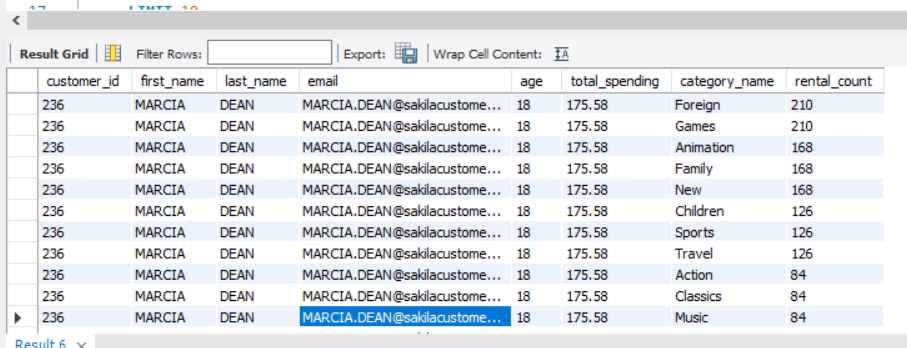 17 LIMIT 10
Result Grid Filter Rows: Export: Wrap Cell Content:
customer_id first_name last_name email age total_spending category_name rental_count
236 MARCIA DEAN MARCIA.DEAN@sakilacustome... 18 175.58 Foreign 210
236 MARCIA DEAN MARCIA.DEAN@sakilacustome... 18 175.58 Games 210
236 MARCIA DEAN MARCIA.DEAN@sakilacustome... 18 175.58 Animation 168
236 MARCIA DEAN MARCIA.DEAN@sakilacustome... 18 175.58 Family 168
236 MARCIA DEAN MARCIA.DEAN@sakilacustome... 18 175.58 New 168
236 MARCIA DEAN MARCIA.DEAN@sakilacustome... 18 175.58 Children 126
236 MARCIA DEAN MARCIA.DEAN@sakilacustome... 18 175.58 Sports 126
236 MARCIA DEAN MARCIA.DEAN@sakilacustome... 18 175.58 Travel 126
236 MARCIA DEAN MARCIA.DEAN@sakilacustome... 18 175.58 Action 84
236 MARCIA DEAN MARCIA.DEAN@sakilacustome... 18 175.58 Classics 84
236 MARCIA DEAN MARCIA.DEAN@sakilacustome... 18 175.58 Music 84
Result 6